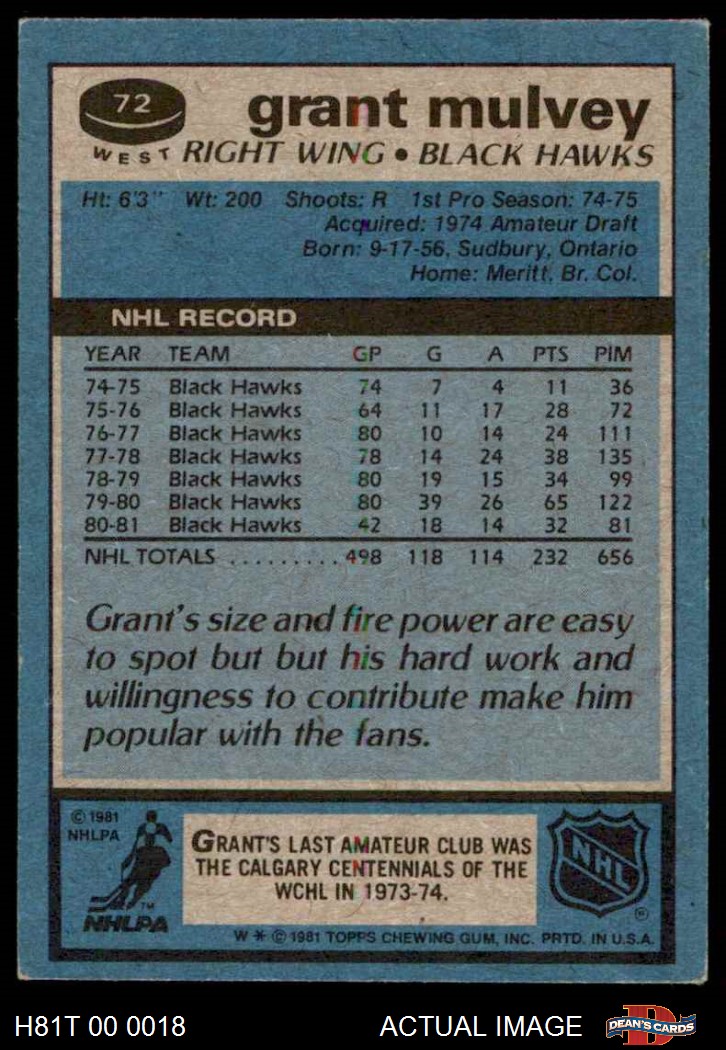 72
WEST
grant mulvey
RIGHT WING • BLACK HAWKS
Ht: 6'3" Wt: 200 Shoots: R 1st Pro Season: 74-75
Acquired: 1974 Amateur Draft
Born: 9-17-56, Sudbury, Ontario
Home: Meritt, Br. Col.
NHL RECORD
YEAR TEAM GP G A PTS PIM
74-75 Black Hawks 74 7 4 11 36
75-76 Black Hawks 64 11 17 28 72
76-77 Black Hawks 80 10 14 24 111
77-78 Black Hawks 78 14 24 38 135
78-79 Black Hawks 80 19 15 34 99
79-80 Black Hawks 80 39 26 65 122
80-81 Black Hawks 42 18 14 32 81
NHL TOTALS ......... 498 118 114 232 656
Grant's size and fire power are easy
to spot but but his hard work and
willingness to contribute make him
popular with the fans.
© 1981
NHLPA
TM
NHLPA
GRANT'S LAST AMATEUR CLUB WAS
THE CALGARY CENTENNIALS OF THE
WCHL IN 1973-74.
NHL
®
W * © 1981 TOPPS CHEWING GUM, INC. PRTD. IN U.S.A.
H81T 00 0018
ACTUAL IMAGE
D
DEAN'S CARDS